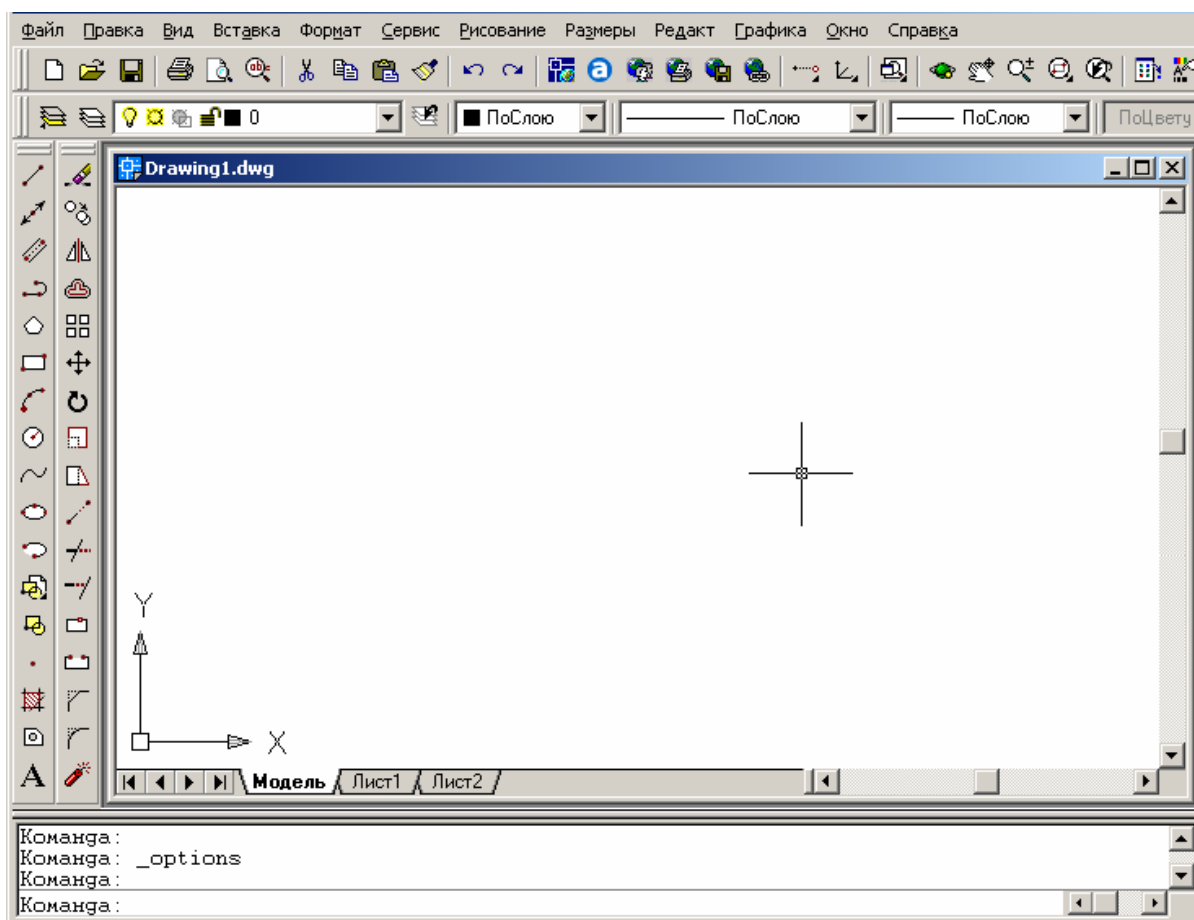 Файл Правка Вид Вставка Формат Сервис Рисование Размеры Редакт Графика Окно Справка
0 ПоСлою ПоСлою ПоСлою ПоЦвету
Drawing1.dwg
Y
X
Модель Лист1 Лист2
A
Команда:
Команда: _options
Команда:
Команда: